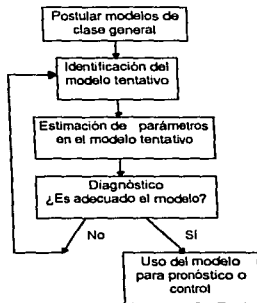 Postular modelos de
clase general
Identificación del
modelo tentativo
Estimación de parámetros
en el modelo tentativo
Diagnòstico
¿Es adecuado el modelo?
No
Sí
Uso del modelo
para pronóstico o
control